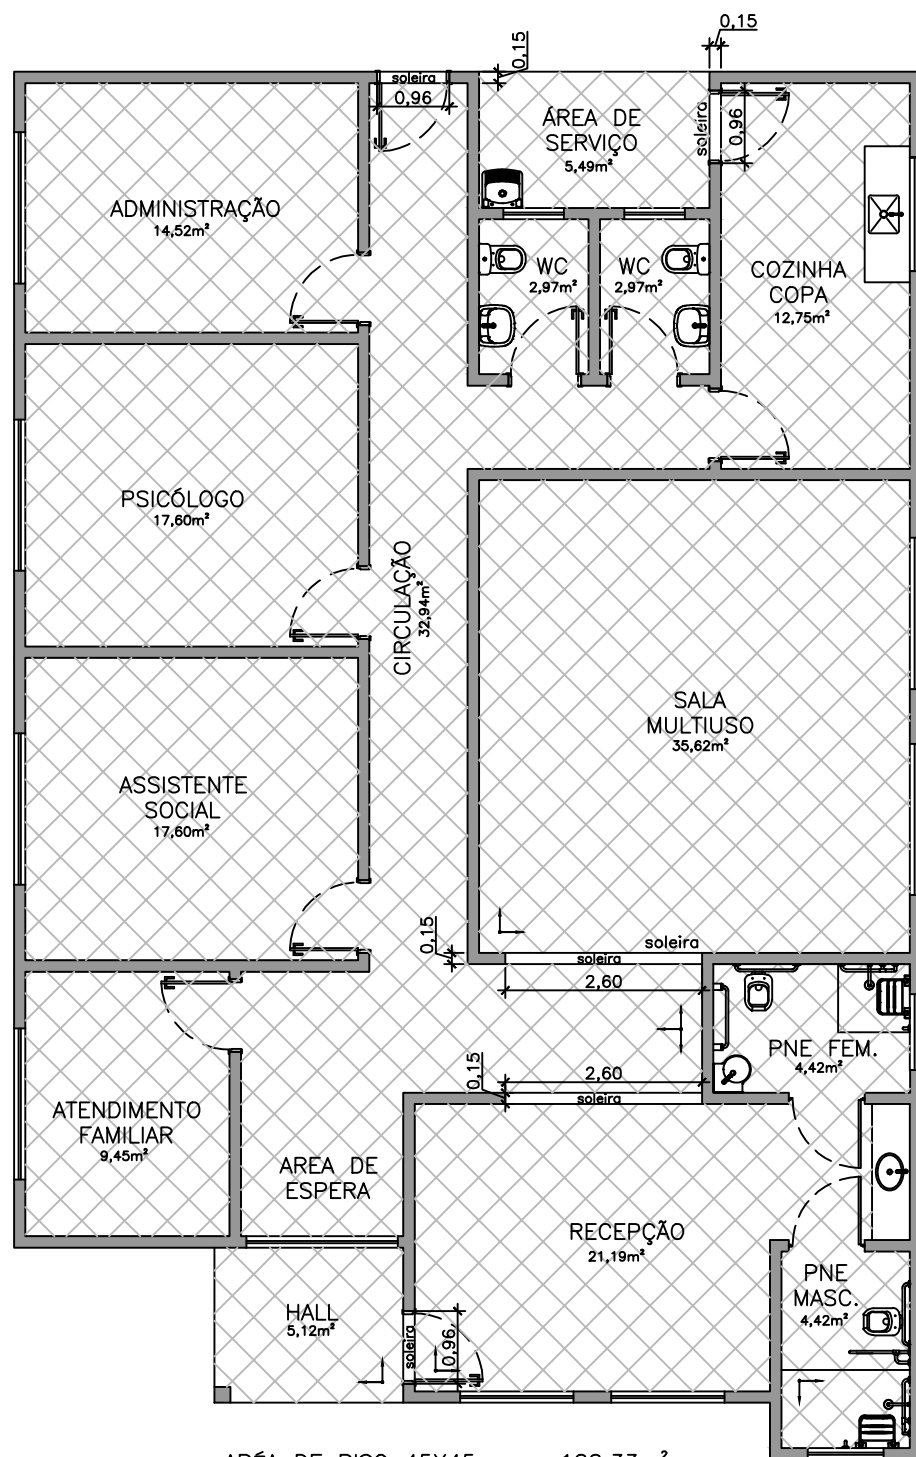 0,15
0,15
soleira
0,96
ÁREA DE
SERVIÇO
5,49m²
soleira
0,96
ADMINISTRAÇÃO
14,52m²
WC
2,97m²
WC
2,97m²
COZINHA
COPA
12,75m²
PSICÓLOGO
17,60m²
CIRCULAÇÃO
32,94m²
SALA
MULTIUSO
35,62m²
ASSISTENTE
SOCIAL
17,60m²
0,15
soleira
soleira
2,60
PNE FEM.
4,42m²
0,15
2,60
soleira
ATENDIMENTO
FAMILIAR
9,45m²
AREA DE
ESPERA
RECEPÇÃO
21,19m²
PNE
MASC.
4,42m²
HALL
5,12m²
soleira
0,96